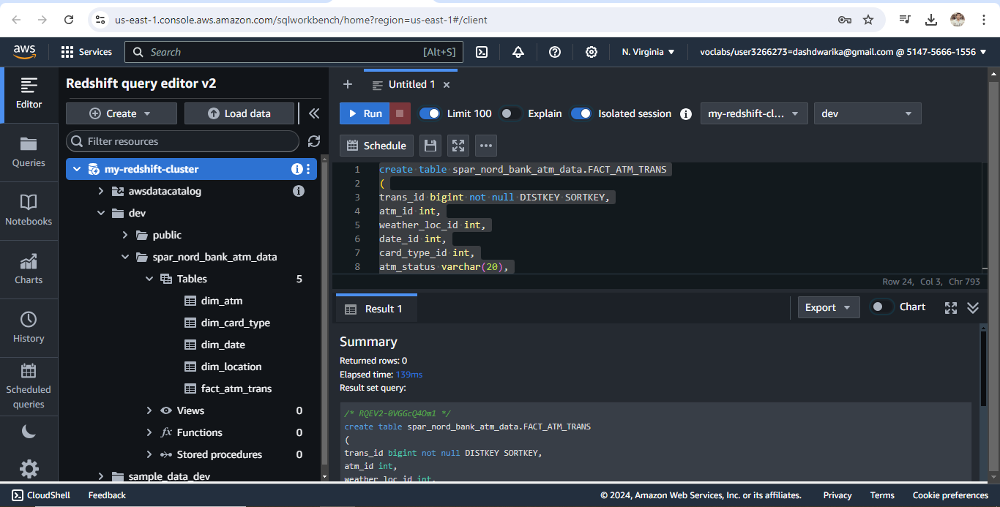 us-east-1.console.aws.amazon.com/sqlworkbench/home?region=us-east-1#/client
aws
Services
Search
[Alt+S]
N. Virginia
voclabs/user3266273=dashdwarika@gmail.com @ 5147-5666-1556
Editor
Queries
Notebooks
Charts
History
Scheduled
queries
Redshift query editor v2
Create
Load data
Filter resources
my-redshift-cluster
awsdatacatalog
dev
public
spar_nord_bank_atm_data
Tables 5
dim_atm
dim_card_type
dim_date
dim_location
fact_atm_trans
Views 0
fx Functions 0
Stored procedures 0
sample_data_dev
Untitled 1
Run
Limit 100
Explain
Isolated session
my-redshift-cl...
dev
Schedule
1 create table spar_nord_bank_atm_data.FACT_ATM_TRANS
2 (
3 trans_id bigint not null DISTKEY SORTKEY,
4 atm_id int,
5 weather_loc_id int,
6 date_id int,
7 card_type_id int,
8 atm_status varchar(20),
Row 24, Col 3, Chr 793
Result 1
Export
Chart
Summary
Returned rows: 0
Elapsed time: 139ms
Result set query:
/* RQEV2-0VGGcQ4Om1 */
create table spar_nord_bank_atm_data.FACT_ATM_TRANS
(
trans_id bigint not null DISTKEY SORTKEY,
atm_id int,
weather_loc_id int,
CloudShell
Feedback
© 2024, Amazon Web Services, Inc. or its affiliates.
Privacy
Terms
Cookie preferences